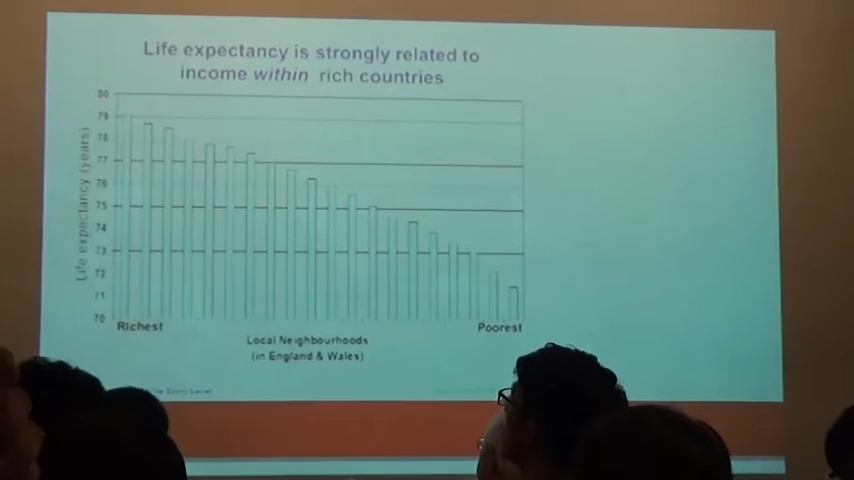 Life expectancy is strongly related to
income within rich countries
Life expectancy (years)
80
79
78
77
76
75
74
73
72
71
70
Richest
Poorest
Local Neighbourhoods
(in England & Wales)
Level